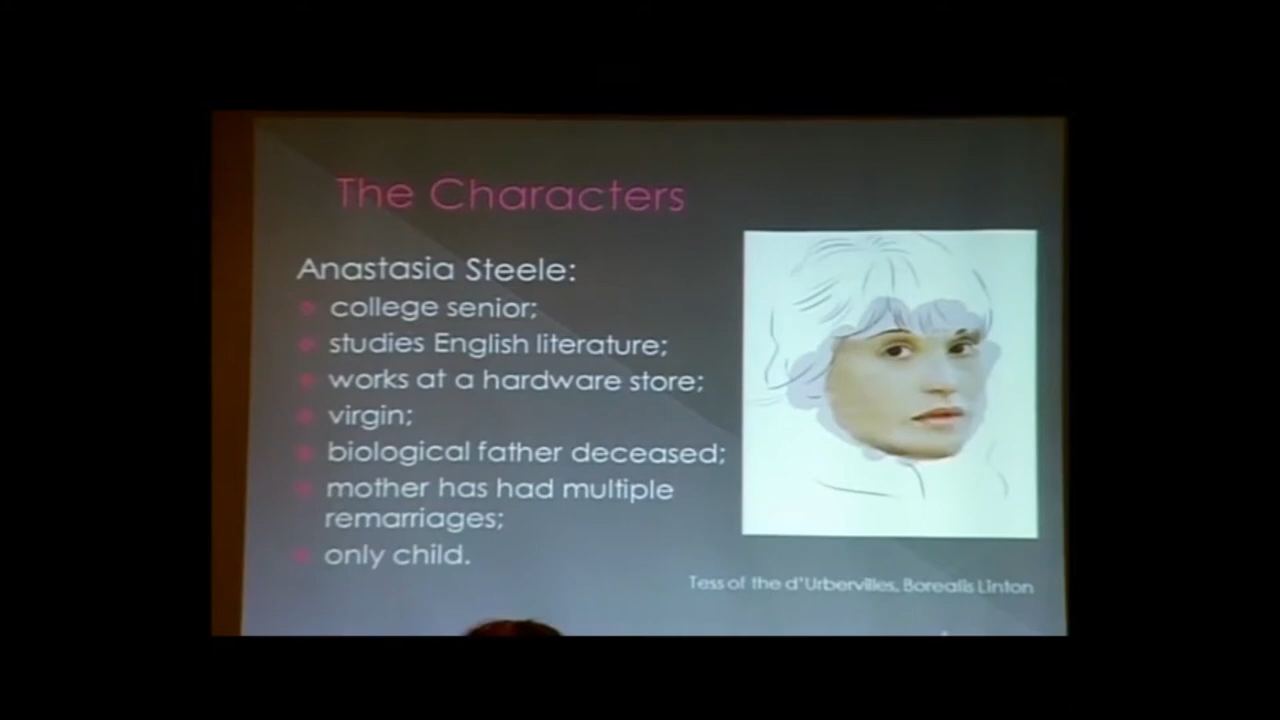 The Characters
Anastasia Steele:
college senior;
studies English literature;
works at a hardware store;
virgin;
biological father deceased;
mother has had multiple
remarriages;
only child.
Tess of the d'Urbervilles, Borealis Linton